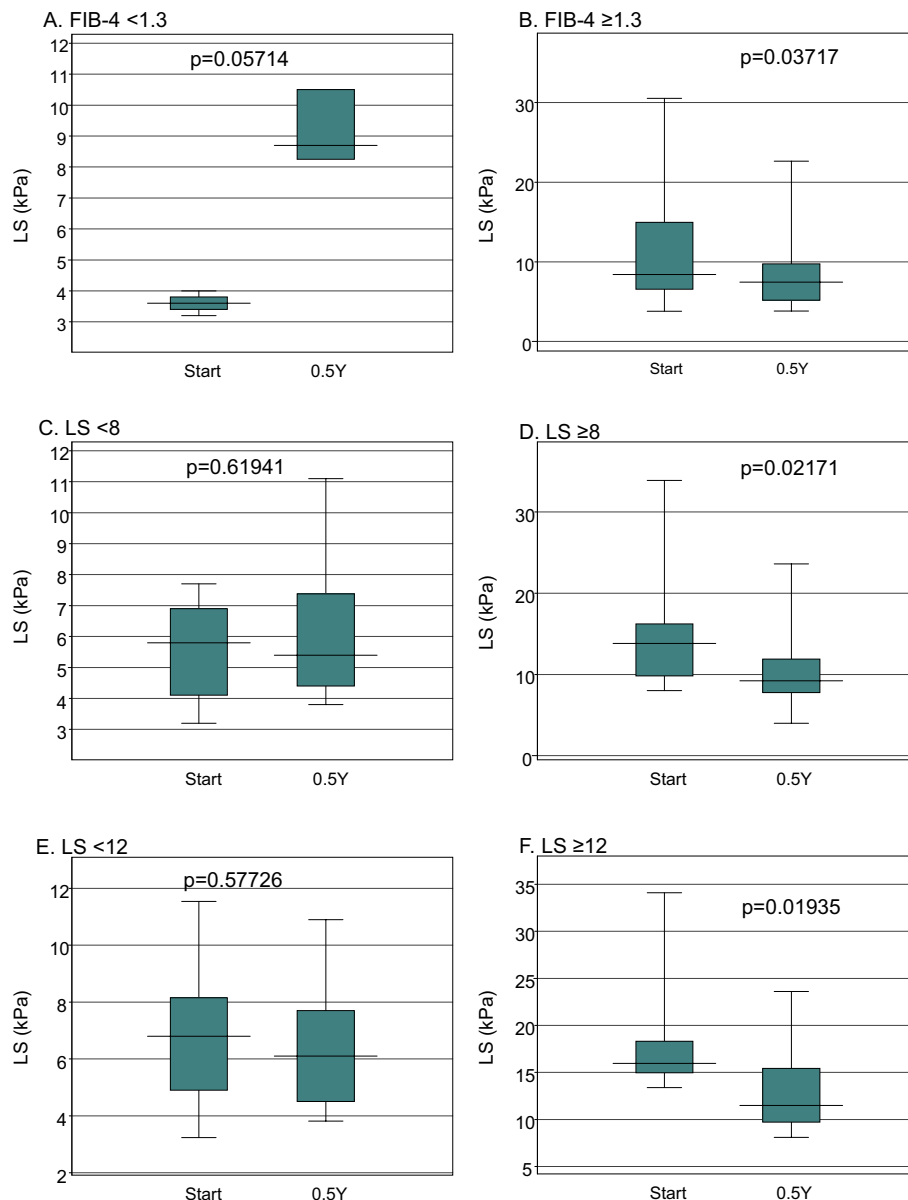 A. FIB-4 <1.3
p=0.05714
LS (kPa)
12
11
10
9
8
7
6
5
4
3
Start 0.5Y
B. FIB-4 ≥1.3
p=0.03717
LS (kPa)
30
20
10
0
Start 0.5Y
C. LS <8
p=0.61941
LS (kPa)
12
11
10
9
8
7
6
5
4
3
Start 0.5Y
D. LS ≥8
p=0.02171
LS (kPa)
30
20
10
0
Start 0.5Y
E. LS <12
p=0.57726
LS (kPa)
12
10
8
6
4
2
Start 0.5Y
F. LS ≥12
p=0.01935
LS (kPa)
35
30
25
20
15
10
5
Start 0.5Y